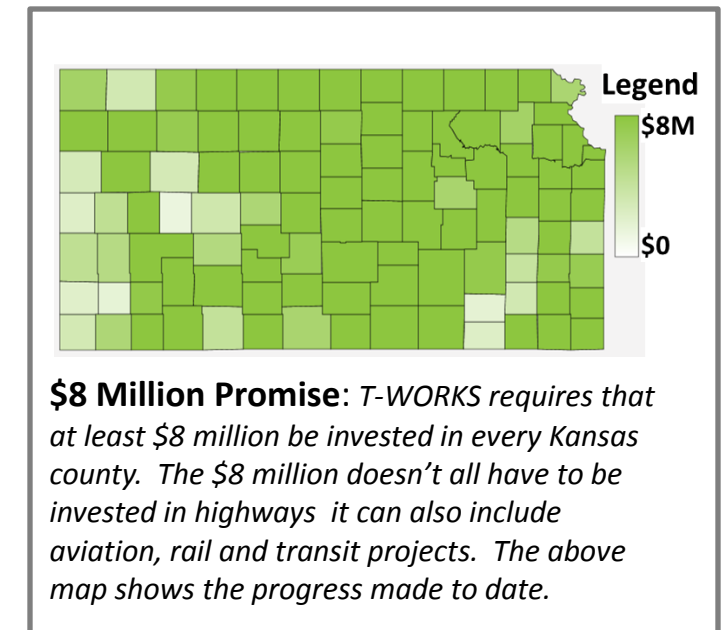 Legend
$8M
$0
$8 Million Promise: T-WORKS requires that
at least $8 million be invested in every Kansas
county. The $8 million doesn’t all have to be
invested in highways it can also include
aviation, rail and transit projects. The above
map shows the progress made to date.